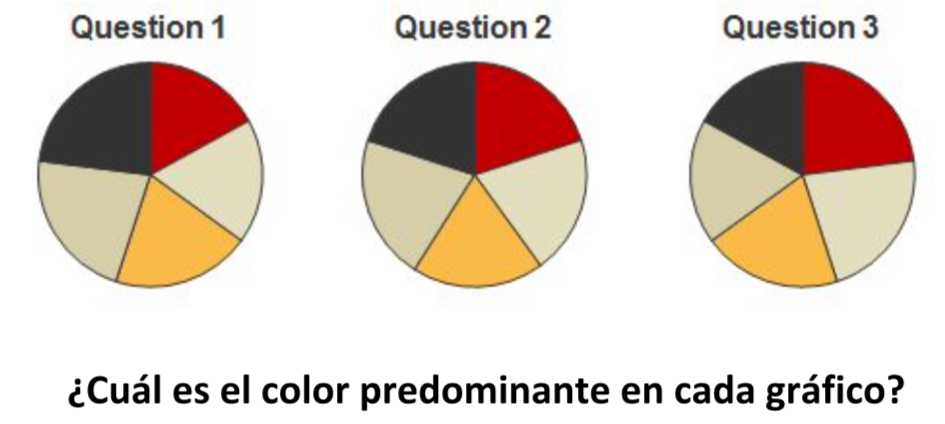 Question 1
Question 2
Question 3
¿Cuál es el color predominante en cada gráfico?